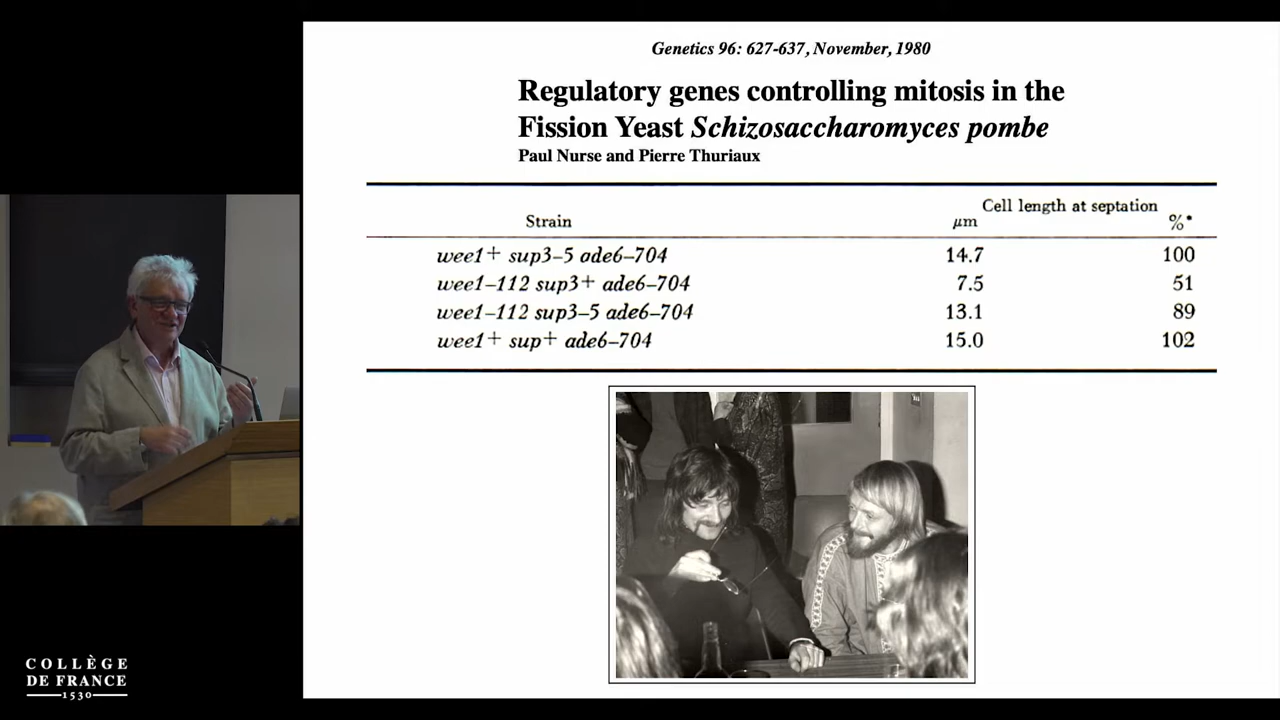 Genetics 96: 627-637, November, 1980
Regulatory genes controlling mitosis in the
Fission Yeast Schizosaccharomyces pombe
Paul Nurse and Pierre Thuriaux
Cell length at septation
Strain µm %*
wee1+ sup3–5 ade6–704 14.7 100
wee1–112 sup3+ ade6–704 7.5 51
wee1–112 sup3–5 ade6–704 13.1 89
wee1+ sup+ ade6–704 15.0 102
COLLÈGE
DE FRANCE
1530